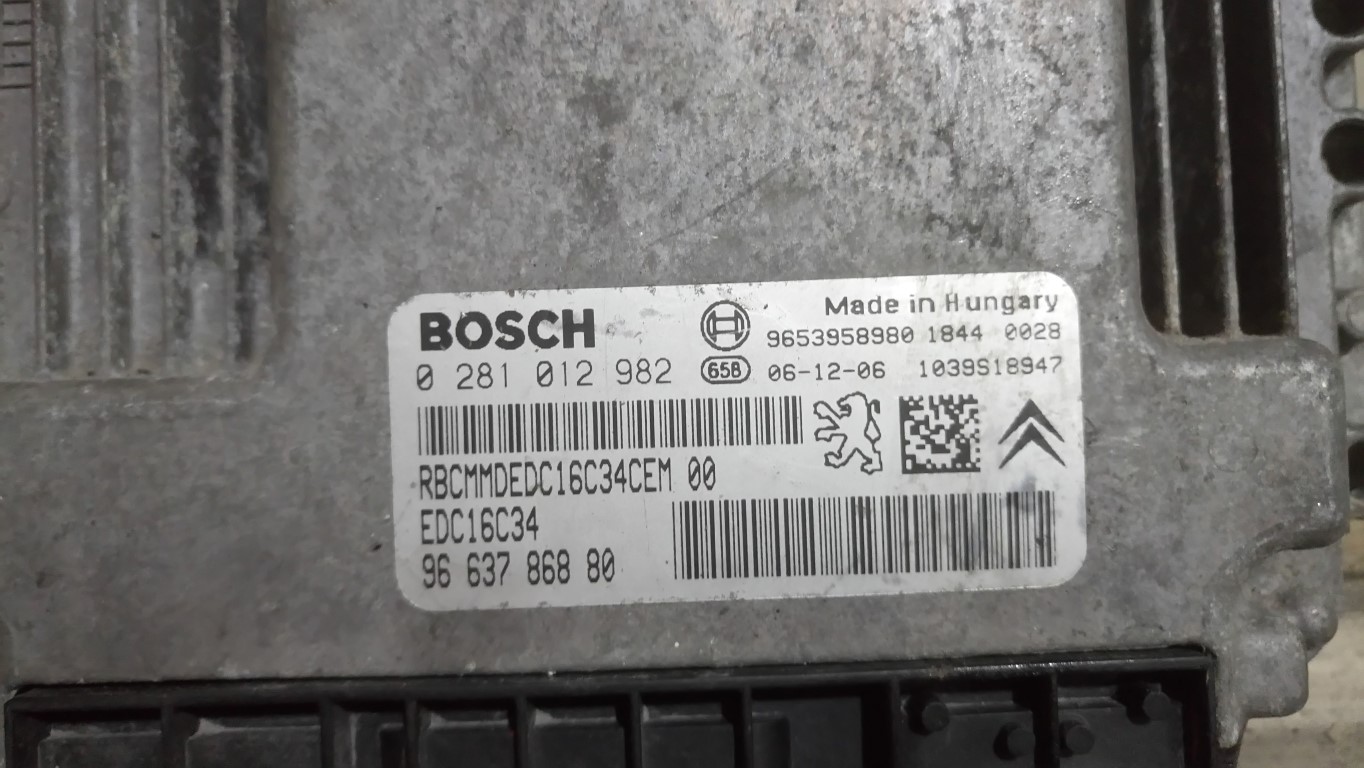 BOSCH
Made in Hungary
9653958980 1844 0028
0 281 012 982
65B 06-12-06 1039S18947
RBCMMDEDC16C34CEM 00
EDC16C34
96 637 868 80